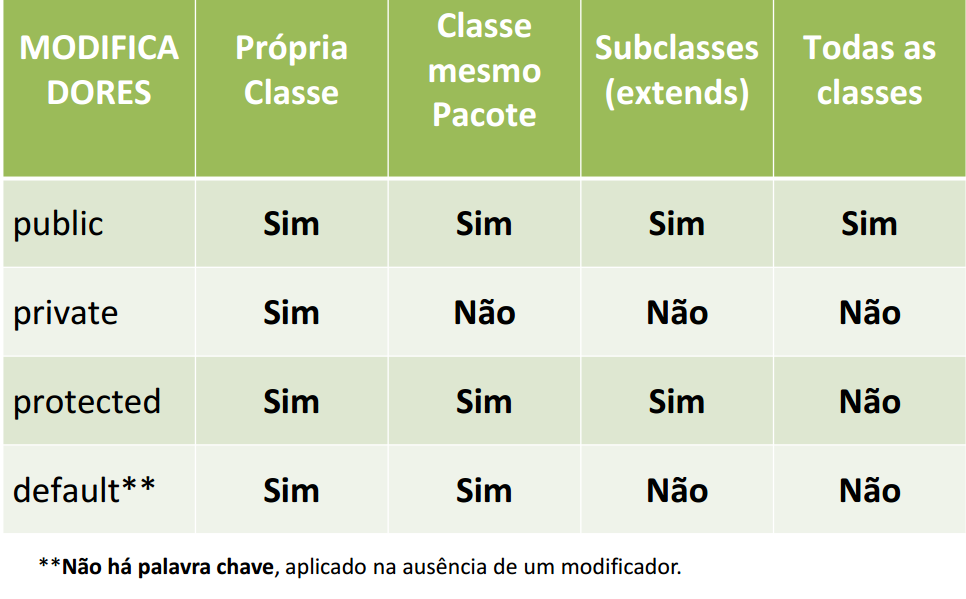 MODIFICA
DORES
Própria
Classe
Classe
mesmo
Pacote
Subclasses
(extends)
Todas as
classes
public Sim Sim Sim Sim
private Sim Não Não Não
protected Sim Sim Sim Não
default** Sim Sim Não Não
**Não há palavra chave, aplicado na ausência de um modificador.